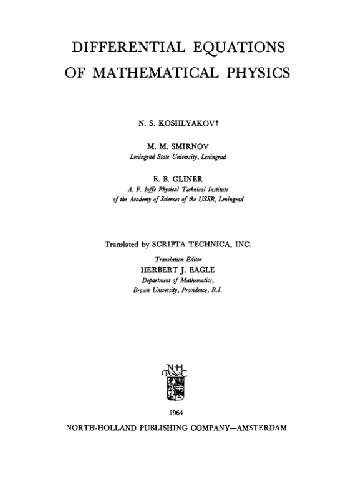 DIFFERENTIAL EQUATIONS
OF MATHEMATICAL PHYSICS
N. S. KOSHLYAKOV†
M. M. SMIRNOV
Leningrad State University, Leningrad
E. B. GLINER
A. F. Ioffe Physical Technical Institute
of the Academy of Sciences of the USSR, Leningrad
Translated by SCRIPTA TECHNICA, INC.
Translation Editor
HERBERT J. EAGLE
Department of Mathematics,
Brown University, Providence, R.I.
1964
NORTH-HOLLAND PUBLISHING COMPANY—AMSTERDAM